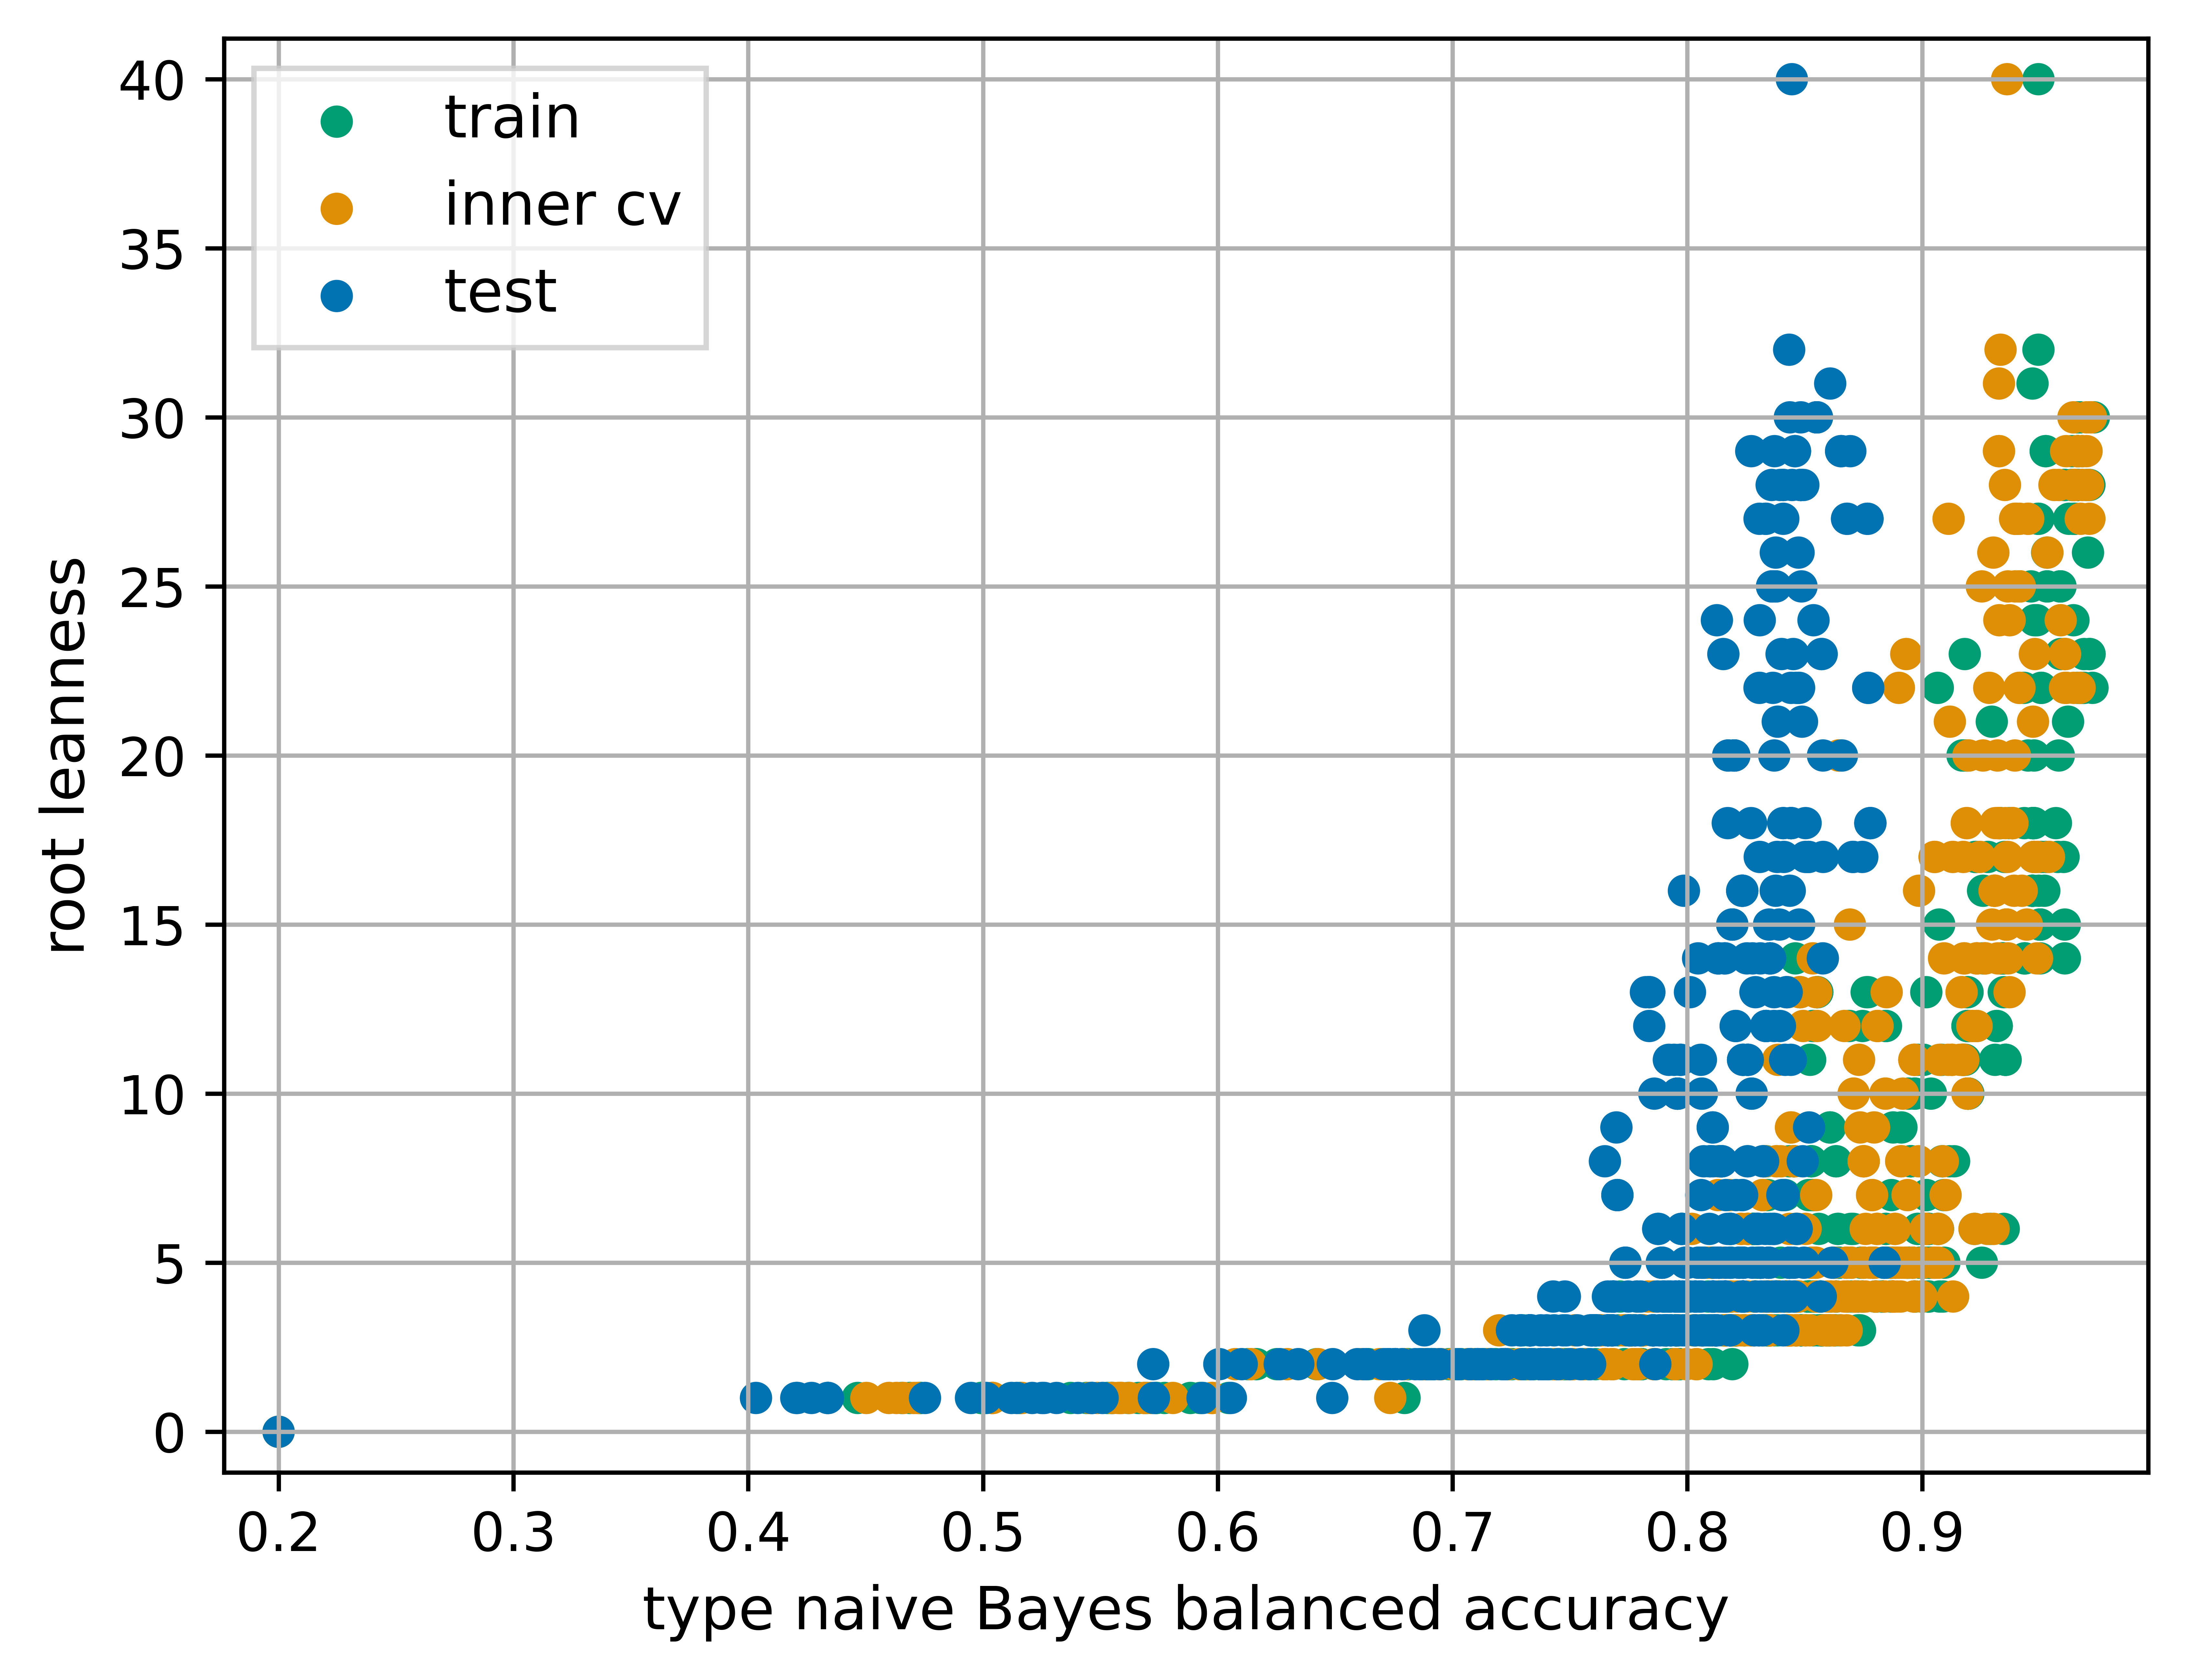 train
inner cv
test
root leanness
40
35
30
25
20
15
10
5
0
0.2 0.3 0.4 0.5 0.6 0.7 0.8 0.9
type naive Bayes balanced accuracy